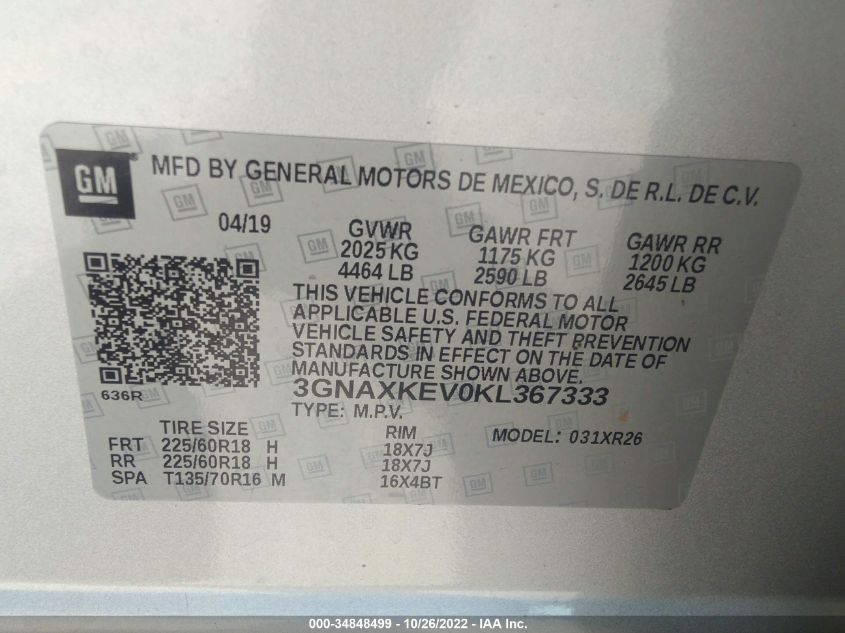 GM
MFD BY GENERAL MOTORS DE MEXICO, S. DE R.L. DE C.V.
04/19
GVWR
2025 KG
4464 LB
GAWR FRT
1175 KG
2590 LB
GAWR RR
1200 KG
2645 LB
THIS VEHICLE CONFORMS TO ALL
APPLICABLE U.S. FEDERAL MOTOR
VEHICLE SAFETY AND THEFT PREVENTION
STANDARDS IN EFFECT ON THE DATE OF
MANUFACTURE SHOWN ABOVE.
636R
3GNAXKEV0KL367333
TYPE: M.P.V.
TIRE SIZE
RIM
MODEL: 031XR26
FRT 225/60R18 H 18X7J
RR 225/60R18 H 18X7J
SPA T135/70R16 M 16X4BT
000-34848499 - 10/26/2022 - IAA Inc.